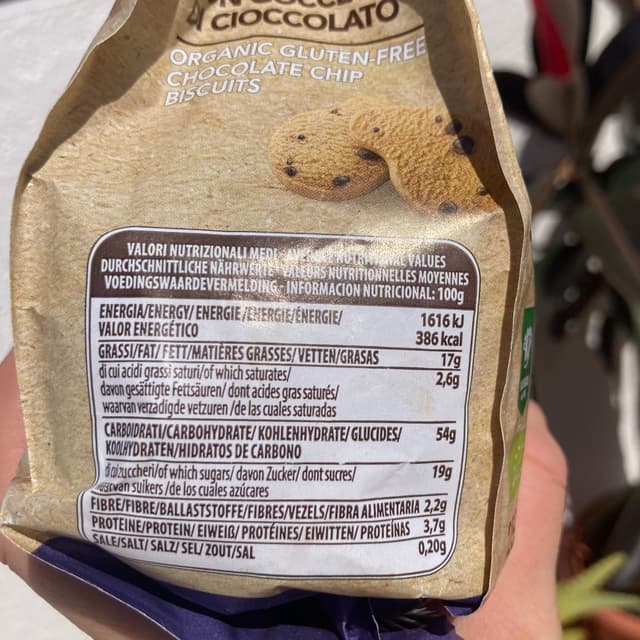 CIOCCOLATO
ORGANIC GLUTEN-FREE
CHOCOLATE CHIP
BISCUITS
VALORI NUTRIZIONALI MEDI - AVERAGE NUTRITIONAL VALUES
DURCHSCHNITTLICHE NÄHRWERTE - VALEURS NUTRITIONNELLES MOYENNES
VOEDINGSWAARDEVERMELDING - INFORMACION NUTRICIONAL: 100g
ENERGIA/ENERGY/ ENERGIE /ENERGIE/ÉNERGIE/ 1616 kJ
VALOR ENERGÉTICO 386 kcal
GRASSI/FAT/ FETT/MATIÈRES GRASSES/ VETTEN/GRASAS 17g
di cui acidi grassi saturi/of which saturates/ 2,6g
davon gesättigte Fettsäuren/ dont acides gras saturés/
waarvan verzadigde vetzuren /de las cuales saturadas
CARBOIDRATI/CARBOHYDRATE/ KOHLENHYDRATE/ GLUCIDES/ 54g
KOOLHYDRATEN/HIDRATOS DE CARBONO
di cui zuccheri/of which sugars/ davon Zucker/ dont sucres/ 19g
waarvan suikers /de los cuales azúcares
FIBRE/FIBRE/BALLASTSTOFFE/FIBRES/VEZELS/FIBRA ALIMENTARIA 2,2g
PROTEINE/PROTEIN/ EIWEIß/ PROTÉINES/ EIWITTEN/ PROTEÍNAS 3,7g
SALE/SALT/ SALZ/ SEL/ ZOUT/SAL 0,20g